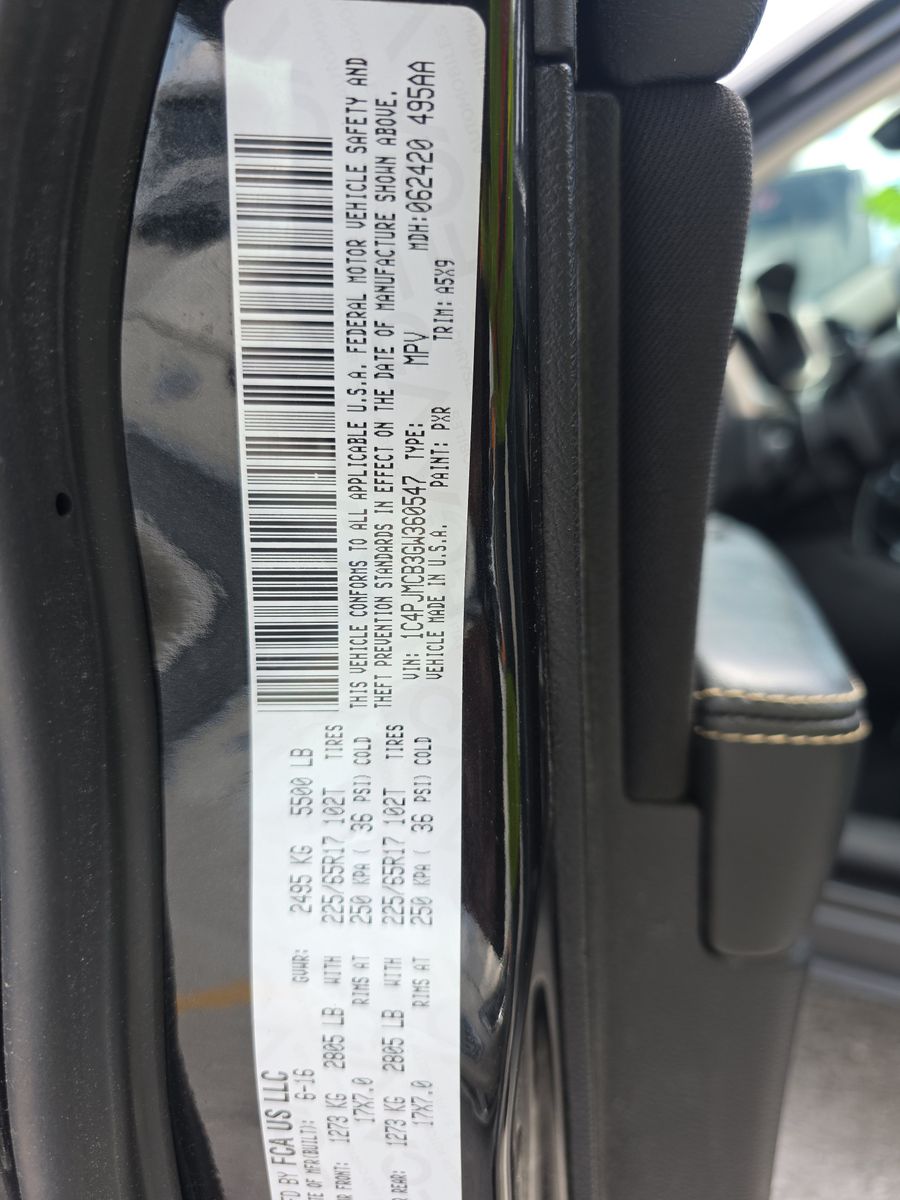 FD BY FCA US LLC
TE OF MFR(BUILT): 6-16 GVWR: 2495 KG 5500 LB
R FRONT: 1273 KG 2805 LB WITH 225/65R17 102T TIRES
17X7.0 RIMS AT 250 KPA ( 36 PSI) COLD
R REAR: 1273 KG 2805 LB WITH 225/65R17 102T TIRES
17X7.0 RIMS AT 250 KPA ( 36 PSI) COLD
THIS VEHICLE CONFORMS TO ALL APPLICABLE U.S.A. FEDERAL MOTOR VEHICLE SAFETY AND
THEFT PREVENTION STANDARDS IN EFFECT ON THE DATE OF MANUFACTURE SHOWN ABOVE.
VIN: 1C4PJMCB3GW360547 TYPE: MPV MDH:062420 495AA
VEHICLE MADE IN U.S.A. PAINT: PXR TRIM: A5X9